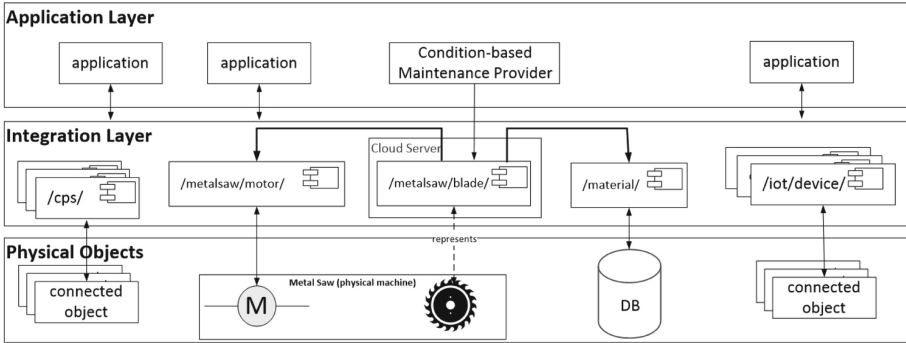 Application Layer
application
application
Condition-based
Maintenance Provider
application
Integration Layer
Cloud Server
/cps/
/metalsaw/motor/
/metalsaw/blade/
/material/
/iot/device/
represents
Physical Objects
connected
object
Metal Saw (physical machine)
M
DB
connected
object